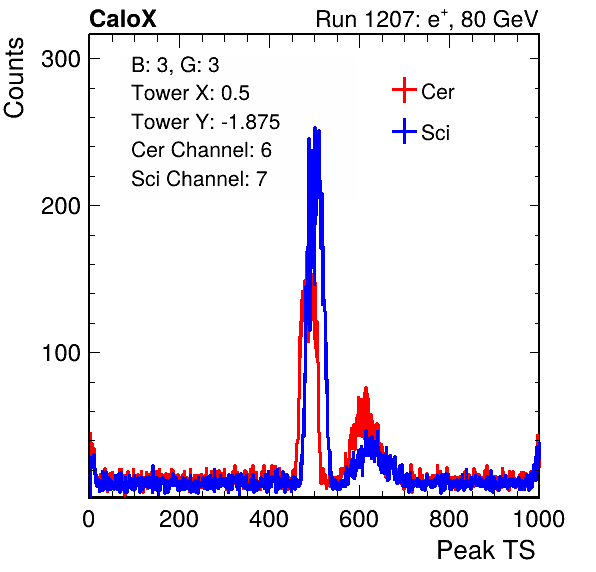 CaloX Run 1207: e⁺, 80 GeV
Counts
B: 3, G: 3
Tower X: 0.5
Tower Y: -1.875
Cer Channel: 6
Sci Channel: 7
Cer
Sci
300
200
100
0 200 400 600 800 1000
Peak TS